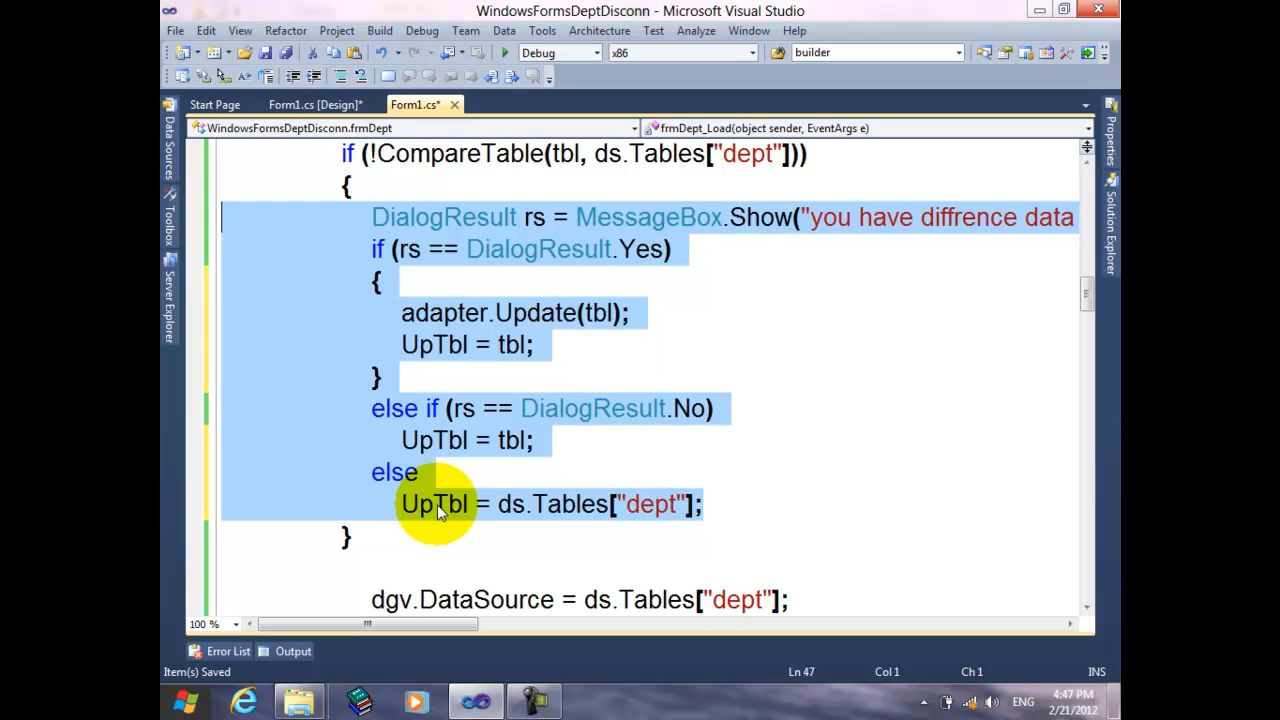 WindowsFormsDeptDisconn - Microsoft Visual Studio
File Edit View Refactor Project Build Debug Team Data Tools Architecture Test Analyze Window Help
Debug x86 builder
Start Page Form1.cs [Design]* Form1.cs*
WindowsFormsDeptDisconn.frmDept frmDept_Load(object sender, EventArgs e)
Data Sources
Toolbox
Server Explorer
if (!CompareTable(tbl, ds.Tables["dept"]))
{
DialogResult rs = MessageBox.Show("you have diffrence data
if (rs == DialogResult.Yes)
{
adapter.Update(tbl);
UpTbl = tbl;
}
else if (rs == DialogResult.No)
UpTbl = tbl;
else
UpTbl = ds.Tables["dept"];
}
dgv.DataSource = ds.Tables["dept"];
Properties
Solution Explorer
100 %
Error List Output
Item(s) Saved Ln 47 Col 1 Ch 1 INS
ENG
4:47 PM
2/21/2012